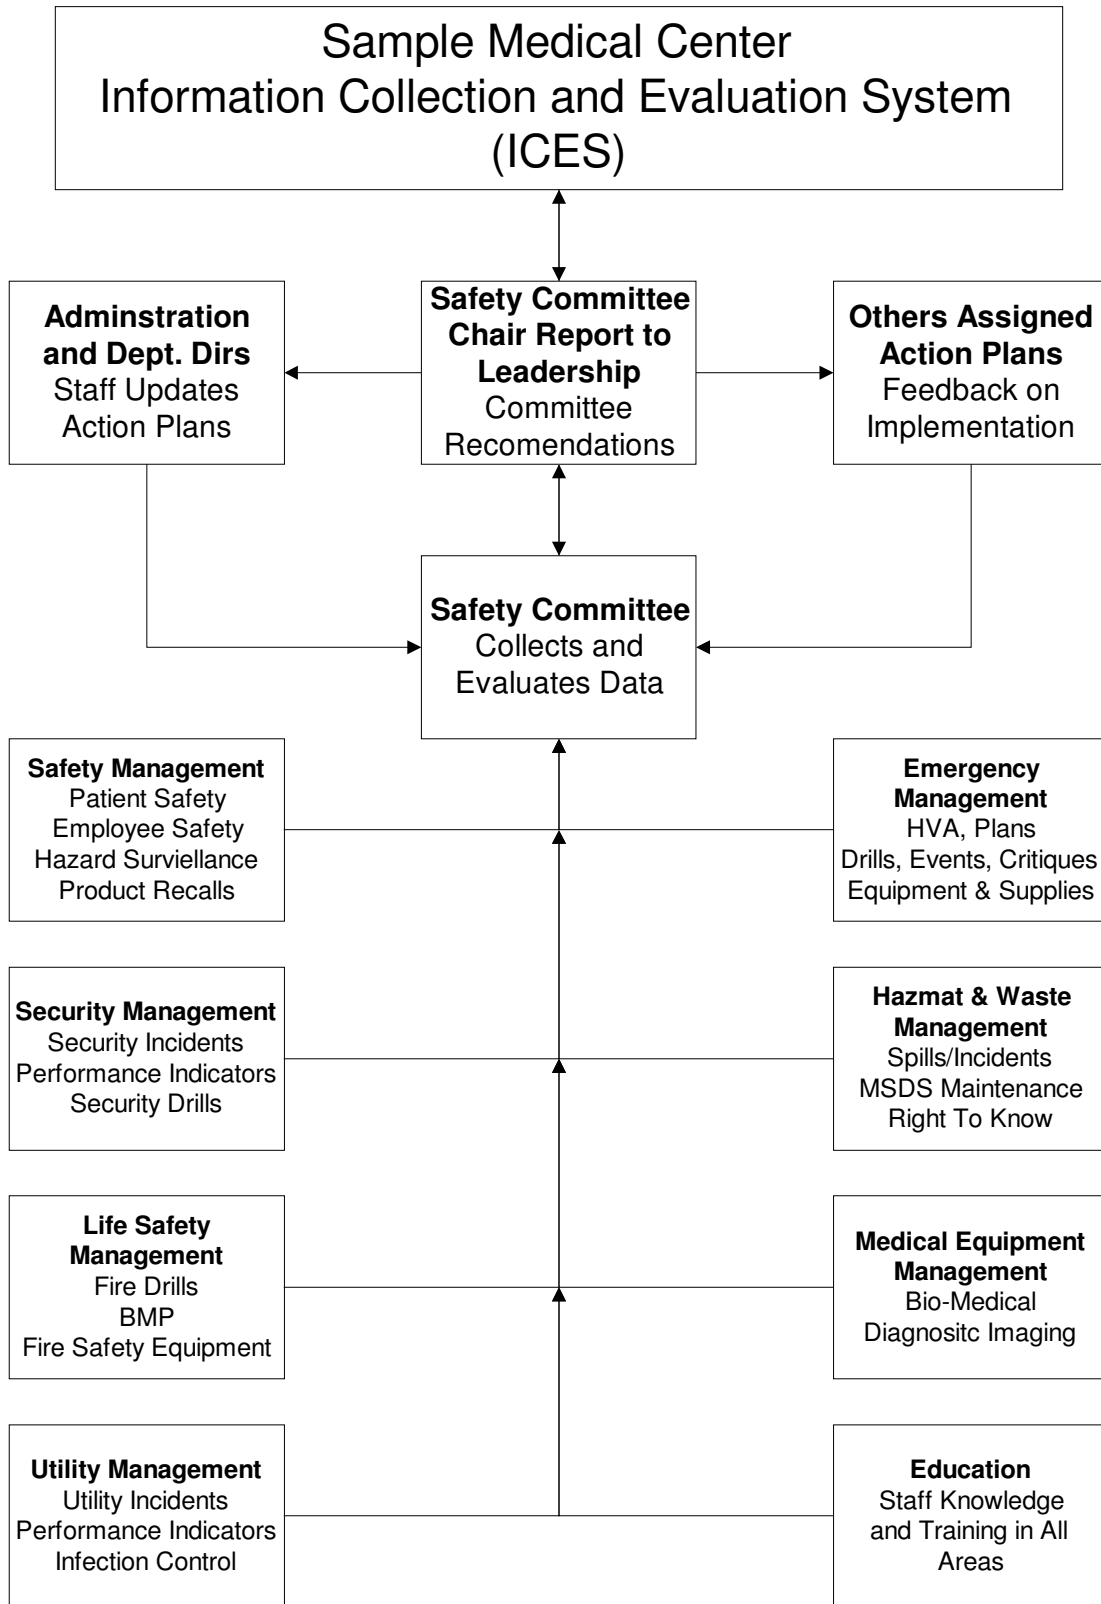 Sample Medical Center
Information Collection and Evaluation System
(ICES)
Adminstration
and Dept. Dirs
Staff Updates
Action Plans
Safety Committee
Chair Report to
Leadership
Committee
Recomendations
Others Assigned
Action Plans
Feedback on
Implementation
Safety Committee
Collects and
Evaluates Data
Safety Management
Patient Safety
Employee Safety
Hazard Surviellance
Product Recalls
Emergency
Management
HVA, Plans
Drills, Events, Critiques
Equipment & Supplies
Security Management
Security Incidents
Performance Indicators
Security Drills
Hazmat & Waste
Management
Spills/Incidents
MSDS Maintenance
Right To Know
Life Safety
Management
Fire Drills
BMP
Fire Safety Equipment
Medical Equipment
Management
Bio-Medical
Diagnositc Imaging
Utility Management
Utility Incidents
Performance Indicators
Infection Control
Education
Staff Knowledge
and Training in All
Areas